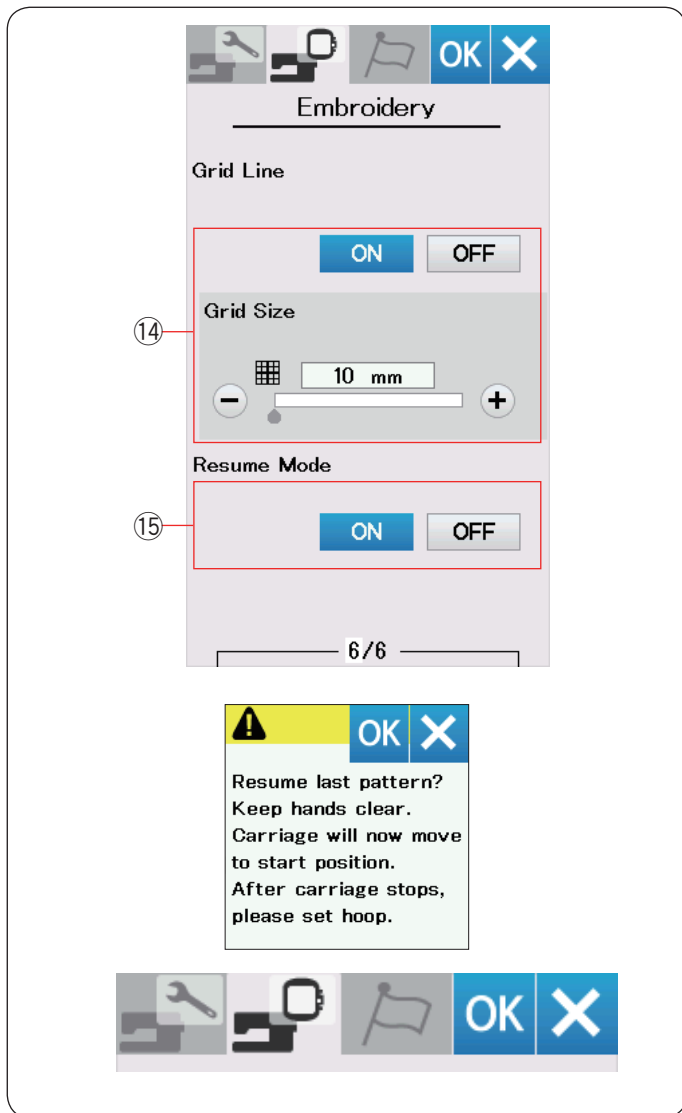 OK
Embroidery
Grid Line
ON OFF
Grid Size
⑭
10 mm
− +
Resume Mode
⑮
ON OFF
6/6
OK
Resume last pattern?
Keep hands clear.
Carriage will now move
to start position.
After carriage stops,
please set hoop.
OK